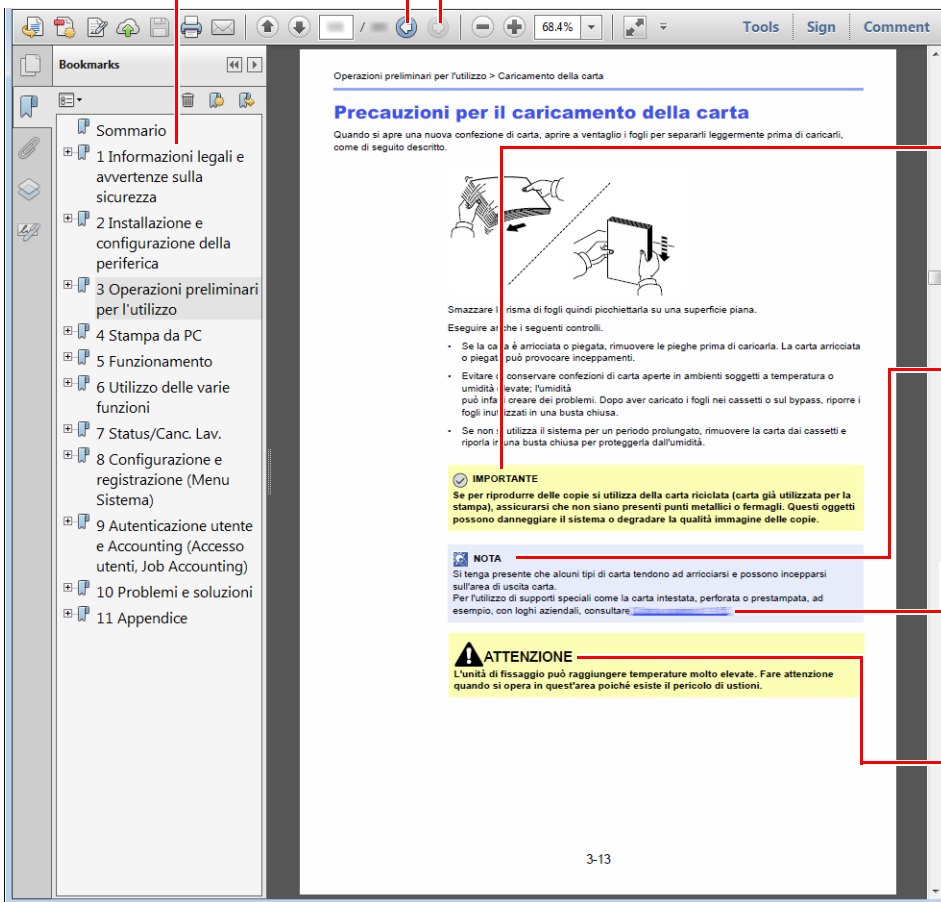 /
68.4%
Tools
Sign
Comment
Bookmarks
Sommario
1 Informazioni legali e
avvertenze sulla
sicurezza
2 Installazione e
configurazione della
periferica
3 Operazioni preliminari
per l'utilizzo
4 Stampa da PC
5 Funzionamento
6 Utilizzo delle varie
funzioni
7 Status/Canc. Lav.
8 Configurazione e
registrazione (Menu
Sistema)
9 Autenticazione utente
e Accounting (Accesso
utenti, Job Accounting)
10 Problemi e soluzioni
11 Appendice
Operazioni preliminari per l'utilizzo > Caricamento della carta
Precauzioni per il caricamento della carta
Quando si apre una nuova confezione di carta, aprire a ventaglio i fogli per separarli leggermente prima di caricarli,
come di seguito descritto.
Smazzare la risma di fogli quindi picchiettarla su una superficie piana.
Eseguire anche i seguenti controlli.
• Se la carta è arricciata o piegata, rimuovere le pieghe prima di caricarla. La carta arricciata
o piegata può provocare inceppamenti.
• Evitare di conservare confezioni di carta aperte in ambienti soggetti a temperatura o
umidità elevate; l'umidità
può infatti creare dei problemi. Dopo aver caricato i fogli nei cassetti o sul bypass, riporre i
fogli inutilizzati in una busta chiusa.
• Se non si utilizza il sistema per un periodo prolungato, rimuovere la carta dai cassetti e
riporla in una busta chiusa per proteggerla dall'umidità.
IMPORTANTE
Se per riprodurre delle copie si utilizza della carta riciclata (carta già utilizzata per la
stampa), assicurarsi che non siano presenti punti metallici o fermagli. Questi oggetti
possono danneggiare il sistema o degradare la qualità immagine delle copie.
NOTA
Si tenga presente che alcuni tipi di carta tendono ad arricciarsi e possono incepparsi
sull'area di uscita carta.
Per l'utilizzo di supporti speciali come la carta intestata, perforata o prestampata, ad
esempio, con loghi aziendali, consultare
ATTENZIONE
L'unità di fissaggio può raggiungere temperature molto elevate. Fare attenzione
quando si opera in quest'area poiché esiste il pericolo di ustioni.
3-13